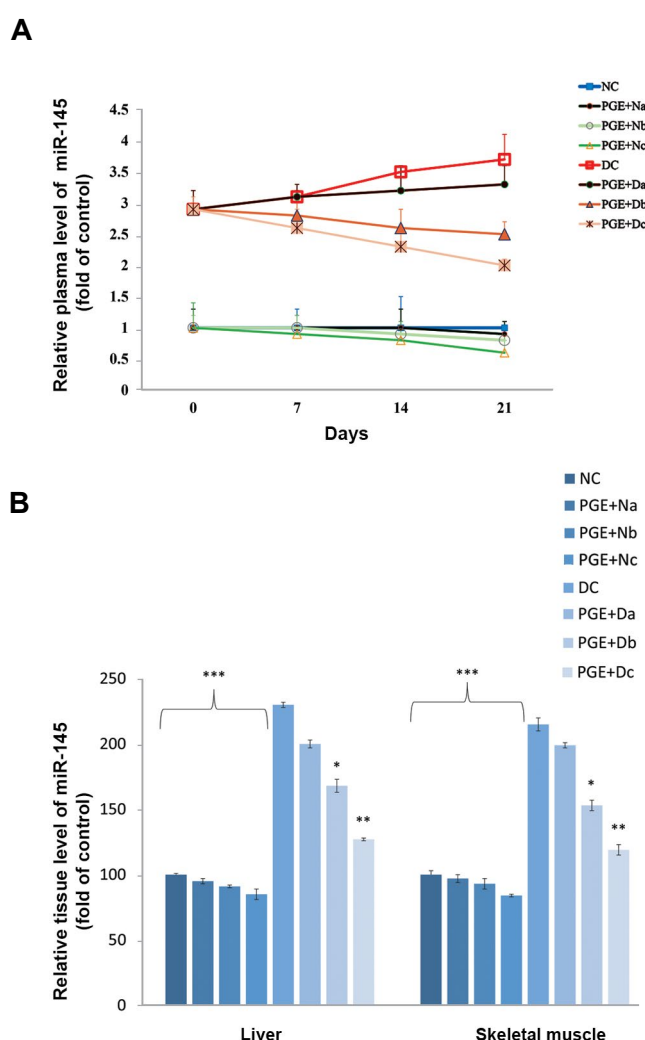 A
Relative plasma level of miR-145
(fold of control)
4.5
4
3.5
3
2.5
2
1.5
1
0.5
0
0 7 14 21
Days
NC
PGE+Na
PGE+Nb
PGE+Nc
DC
PGE+Da
PGE+Db
PGE+Dc
B
NC
PGE+Na
PGE+Nb
PGE+Nc
DC
PGE+Da
PGE+Db
PGE+Dc
Relative tissue level of miR-145
(fold of control)
250
200
150
100
50
0
*** * ** *** * **
Liver Skeletal muscle